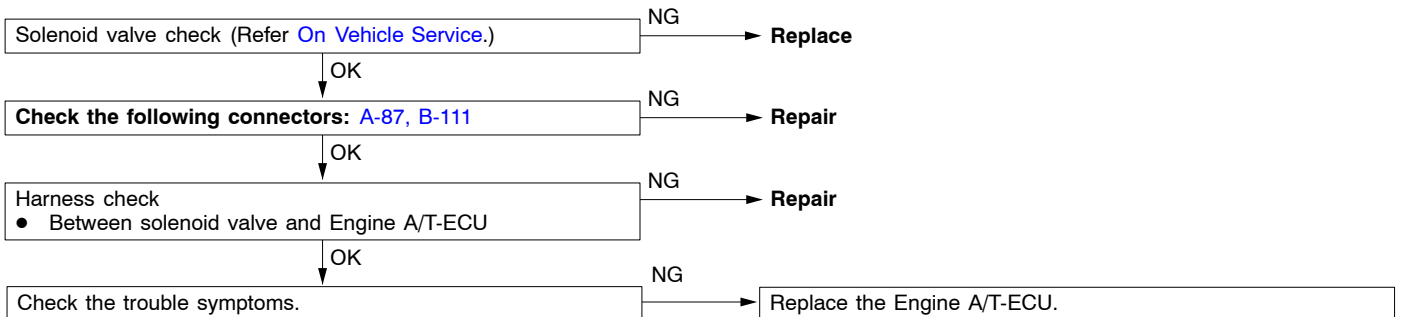 NG
Solenoid valve check (Refer On Vehicle Service.)
Replace
OK
NG
Check the following connectors: A-87, B-111
Repair
OK
NG
Harness check
Repair
● Between solenoid valve and Engine A/T-ECU
OK
NG
Check the trouble symptoms.
Replace the Engine A/T-ECU.